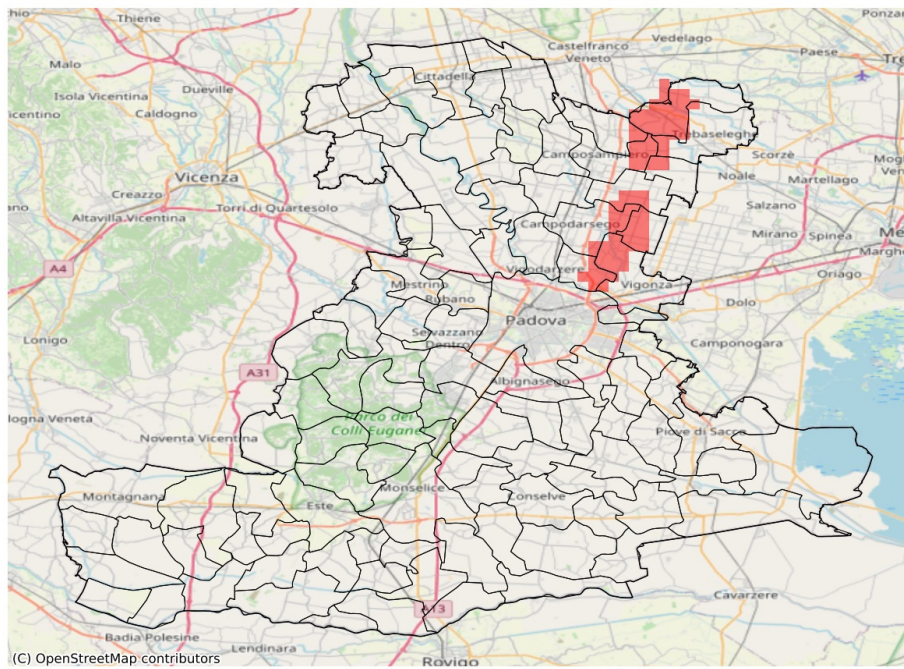 Thiene
Vedelago
Castelfranco
Veneto
Paese
Malo
Cittadella
Dueville
Isola Vicentina
Caldogno
Trebaseleghe
Camposampiero
Scorzè
Vicenza
Noale
Martellago
Creazzo
Torri di Quartesolo
Salzano
Altavilla Vicentina
Campodarsego
Mirano
Spinea
A4
Vigodarzere
Oriago
Mestrino
Vigonza
Rubano
Dolo
Padova
Selvazzano
Dentro
Lonigo
Camponogara
A31
Albignasego
Parco dei
Colli Euganei
Noventa Vicentina
Piove di Sacco
Monselice
Montagnana
Conselve
Este
Cavarzere
A13
Badia Polesine
Lendinara
(C) OpenStreetMap contributors
Rovigo